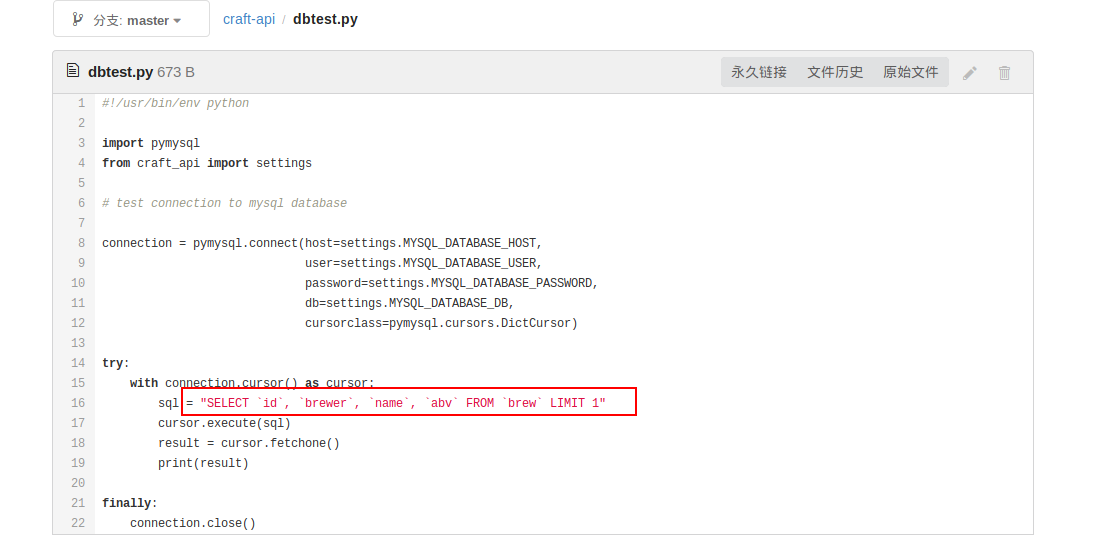 分支: master
craft-api / dbtest.py
dbtest.py 673 B
永久链接 文件历史 原始文件
1 #!/usr/bin/env python
2
3 import pymysql
4 from craft_api import settings
5
6 # test connection to mysql database
7
8 connection = pymysql.connect(host=settings.MYSQL_DATABASE_HOST,
9                              user=settings.MYSQL_DATABASE_USER,
10                              password=settings.MYSQL_DATABASE_PASSWORD,
11                              db=settings.MYSQL_DATABASE_DB,
12                              cursorclass=pymysql.cursors.DictCursor)
13
14 try:
15     with connection.cursor() as cursor:
16         sql = "SELECT `id`, `brewer`, `name`, `abv` FROM `brew` LIMIT 1"
17         cursor.execute(sql)
18         result = cursor.fetchone()
19         print(result)
20
21 finally:
22     connection.close()